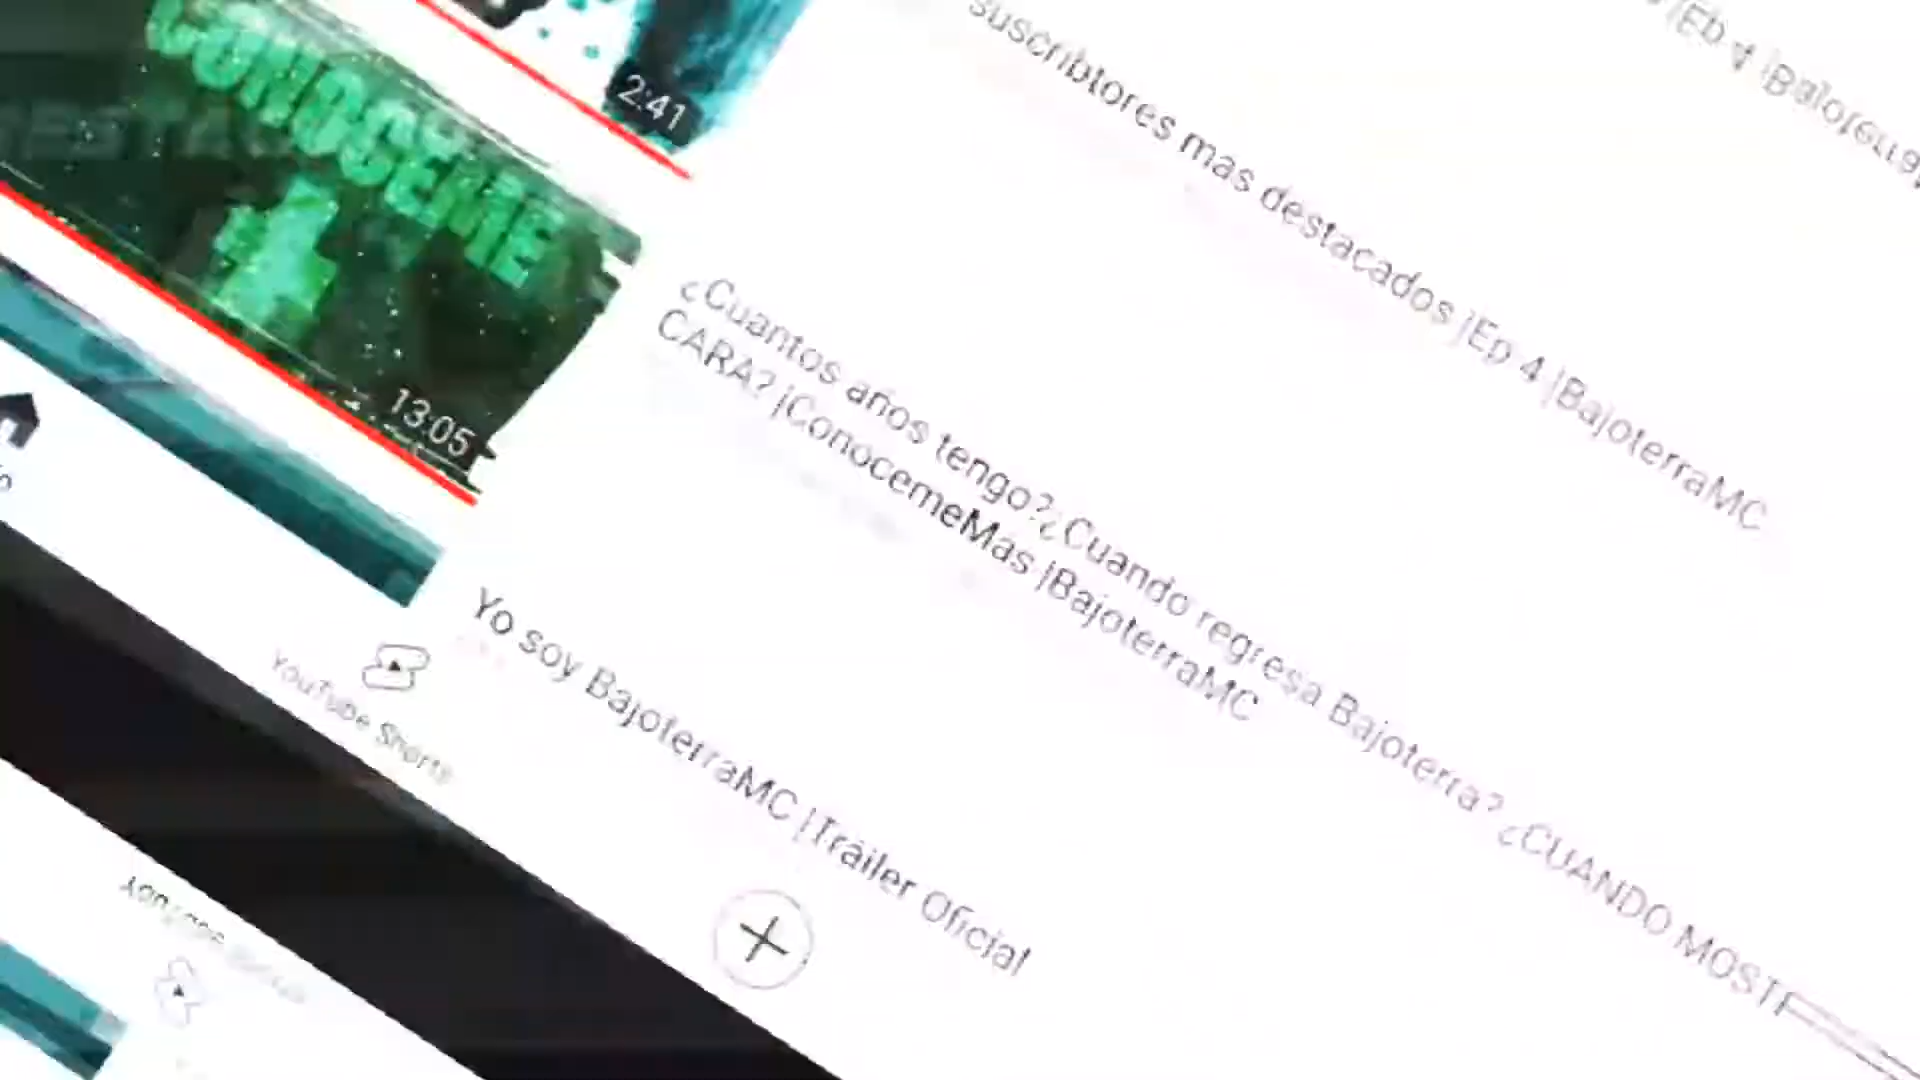 2:41
suscribtores mas destacados |Ep 4 |BajoterraMC
CONOCEME
13:05
¿Cuantos años tengo?¿Cuando regresa Bajoterra? ¿CUANDO MOSTR
CARA? |ConocemeMas |BajoterraMC
Yo soy BajoterraMC |Trailer Oficial
YouTube Shorts